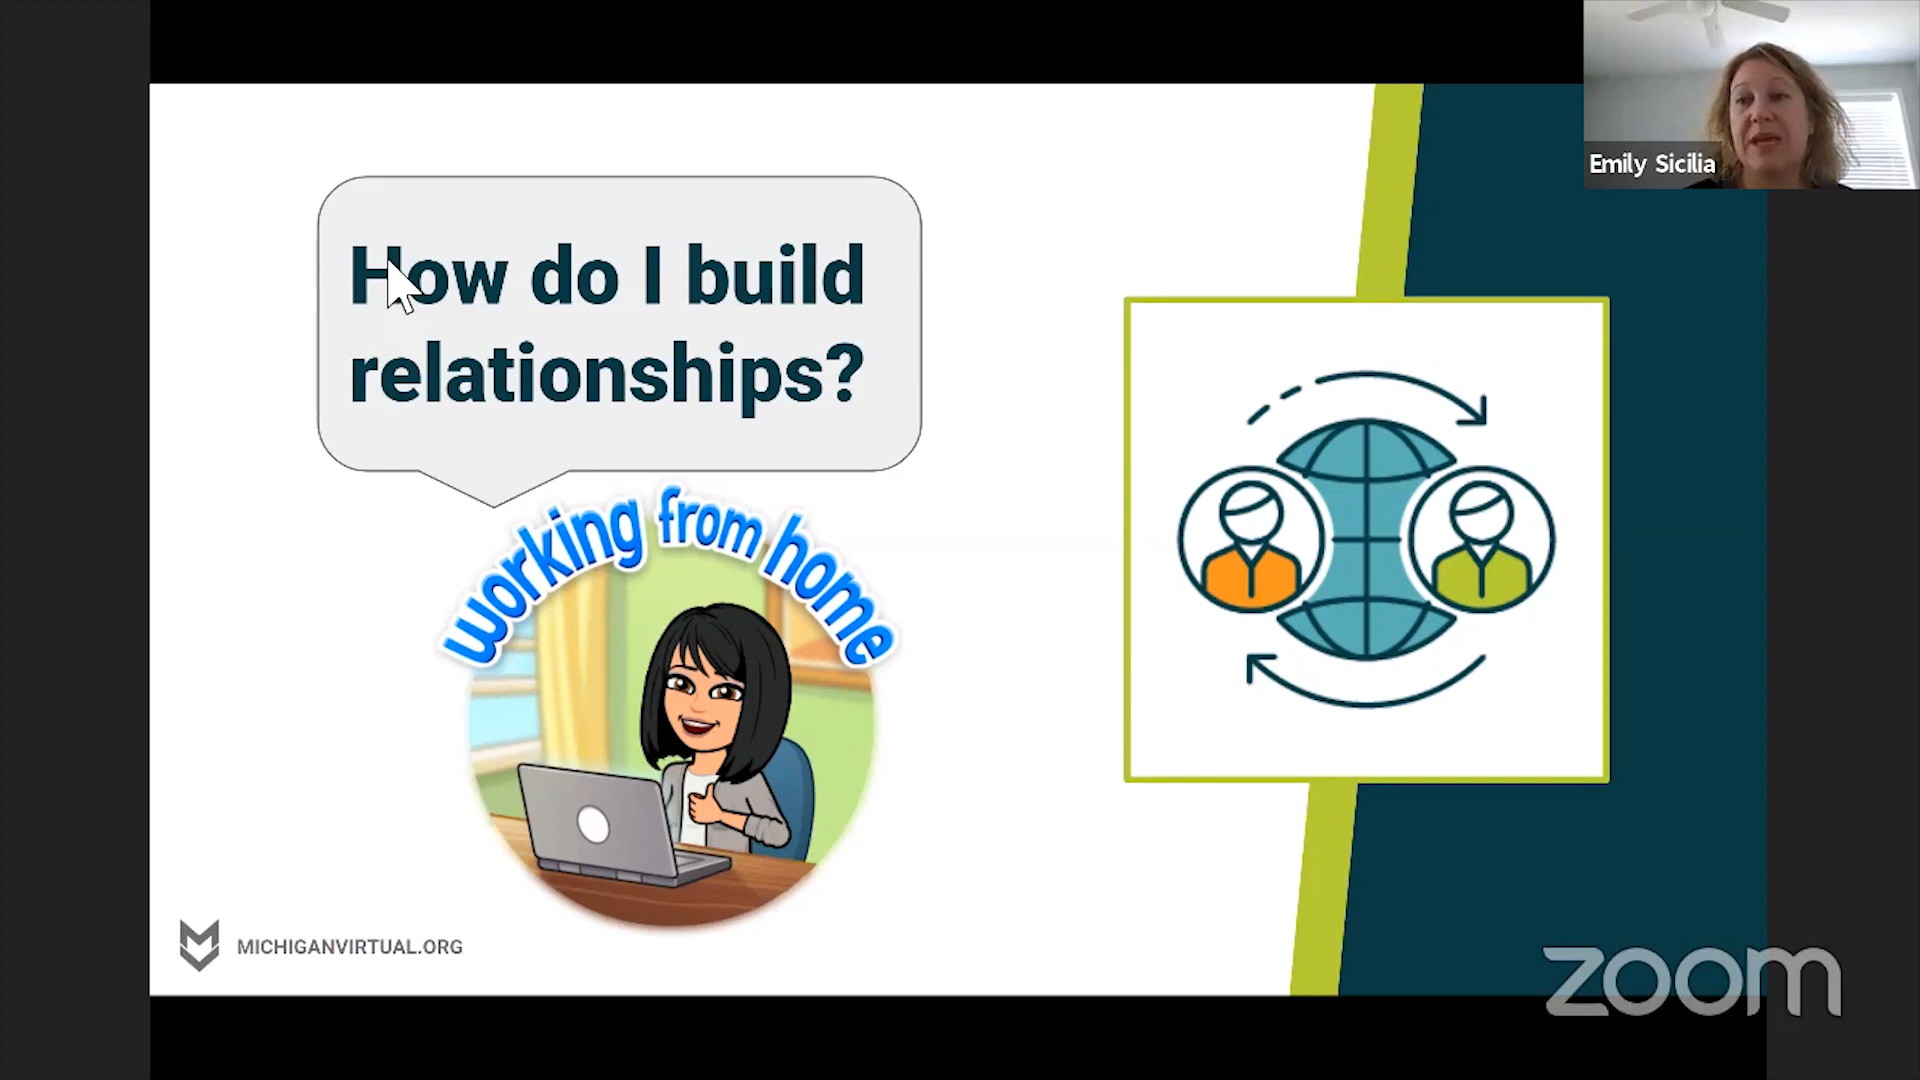 Emily Sicilia
How do I build
relationships?
working from home
MICHIGANVIRTUAL.ORG
zoom